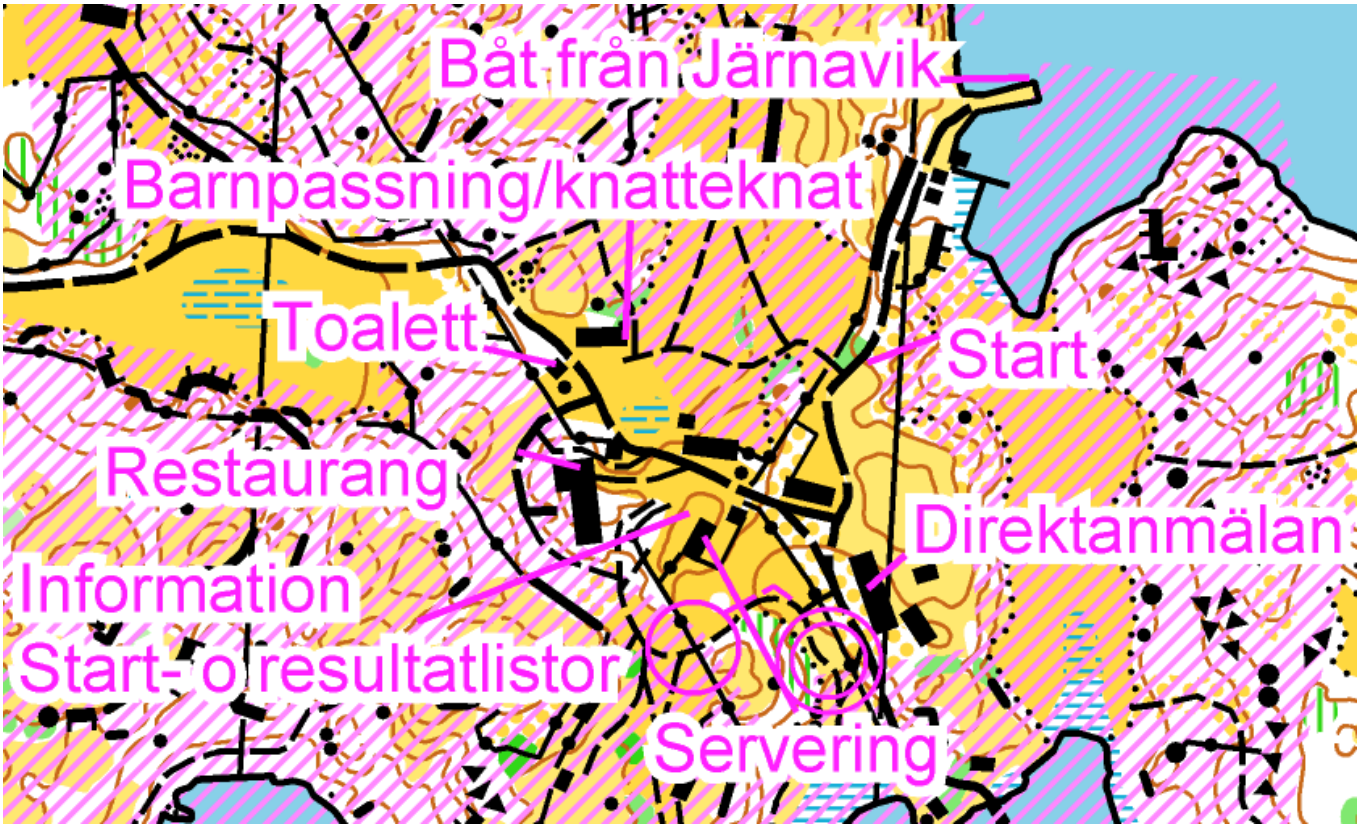 Båt från Järnavik
Barnpassning/knatteknat
Toalett
Start
Restaurang
Direktanmälan
Information
Start- o resultatlistor
Servering